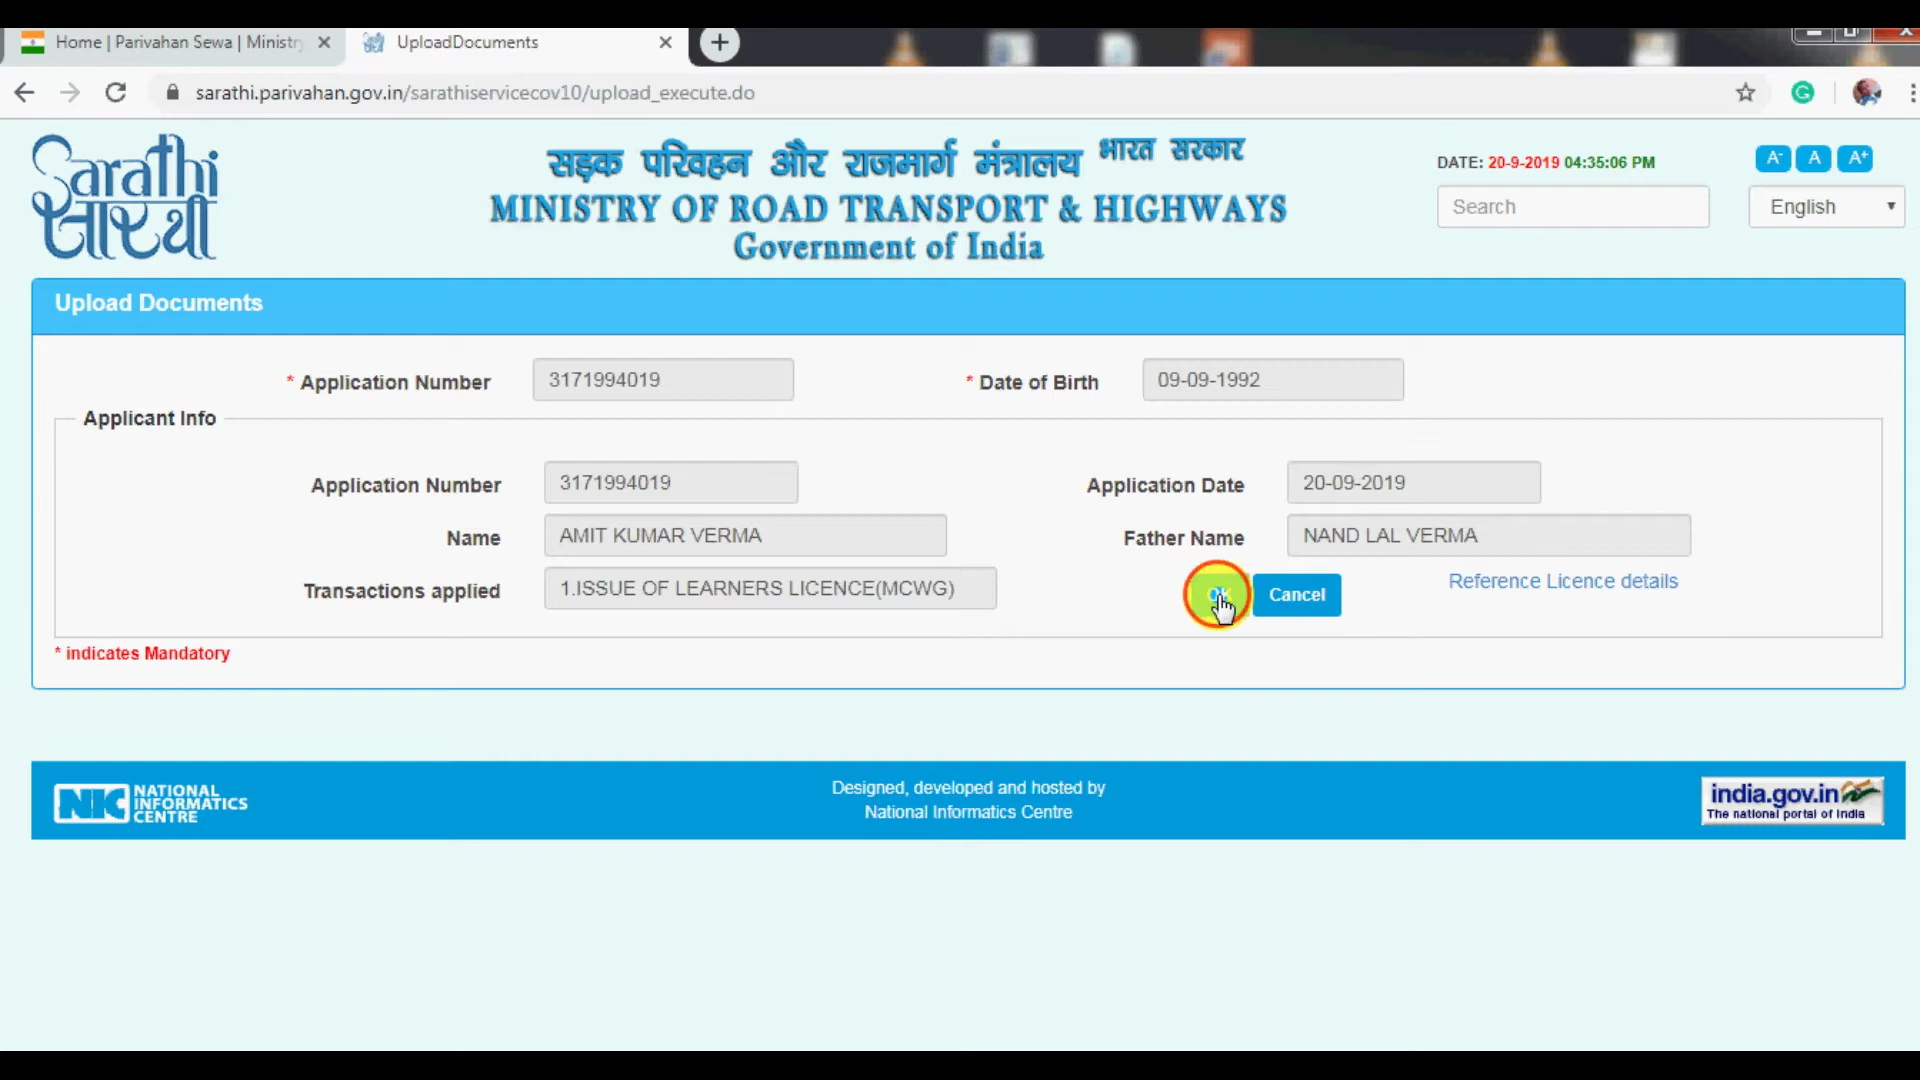 Home | Parivahan Sewa | Ministry
UploadDocuments
sarathi.parivahan.gov.in/sarathiservicecov10/upload_execute.do
Sarathi
सारथी
सड़क परिवहन और राजमार्ग मंत्रालय भारत सरकार
MINISTRY OF ROAD TRANSPORT & HIGHWAYS
Government of India
DATE: 20-9-2019 04:35:06 PM
A- A A+
Search
English
Upload Documents
* Application Number 3171994019 * Date of Birth 09-09-1992
Applicant Info
Application Number 3171994019 Application Date 20-09-2019
Name AMIT KUMAR VERMA Father Name NAND LAL VERMA
Transactions applied 1.ISSUE OF LEARNERS LICENCE(MCWG) OK Cancel Reference Licence details
* indicates Mandatory
NIC NATIONAL
INFORMATICS
CENTRE
Designed, developed and hosted by
National Informatics Centre
india.gov.in
The national portal of India